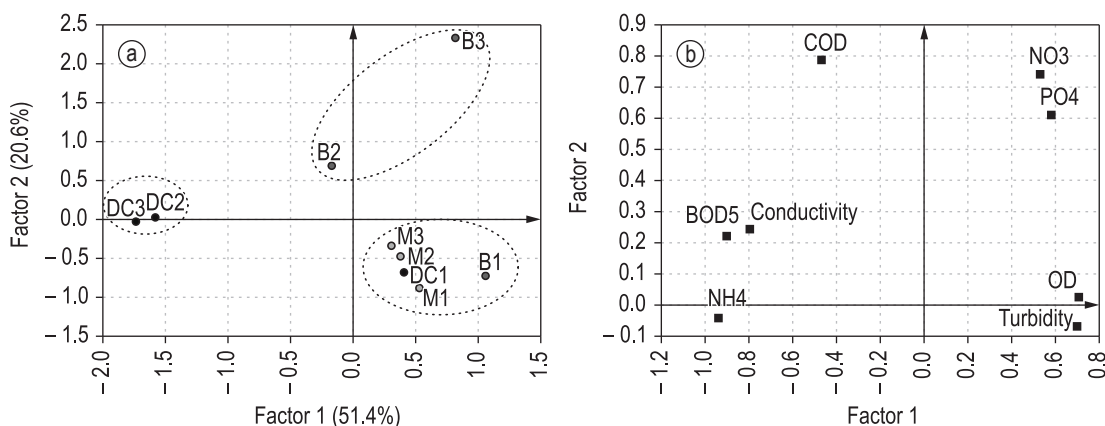 a
2.5
2.0
1.5
1.0
0.5
0.0
– 0.5
– 1.0
– 1.5
Factor 2 (20.6%)
B3
B2
DC3
DC2
M3
M2
DC1
M1
B1
– 2.0
– 1.5
– 1.0
– 0.5
0.0
0.5
1.0
1.5
Factor 1 (51.4%)
b
0.9
0.8
0.7
0.6
0.5
0.4
0.3
0.2
0.1
0.0
– 0.1
Factor 2
COD
NO3
PO4
BOD5
Conductivity
NH4
OD
Turbidity
– 1.2
– 1.0
– 0.8
– 0.6
– 0.4
– 0.2
0.0
0.2
0.4
0.6
0.8
Factor 1